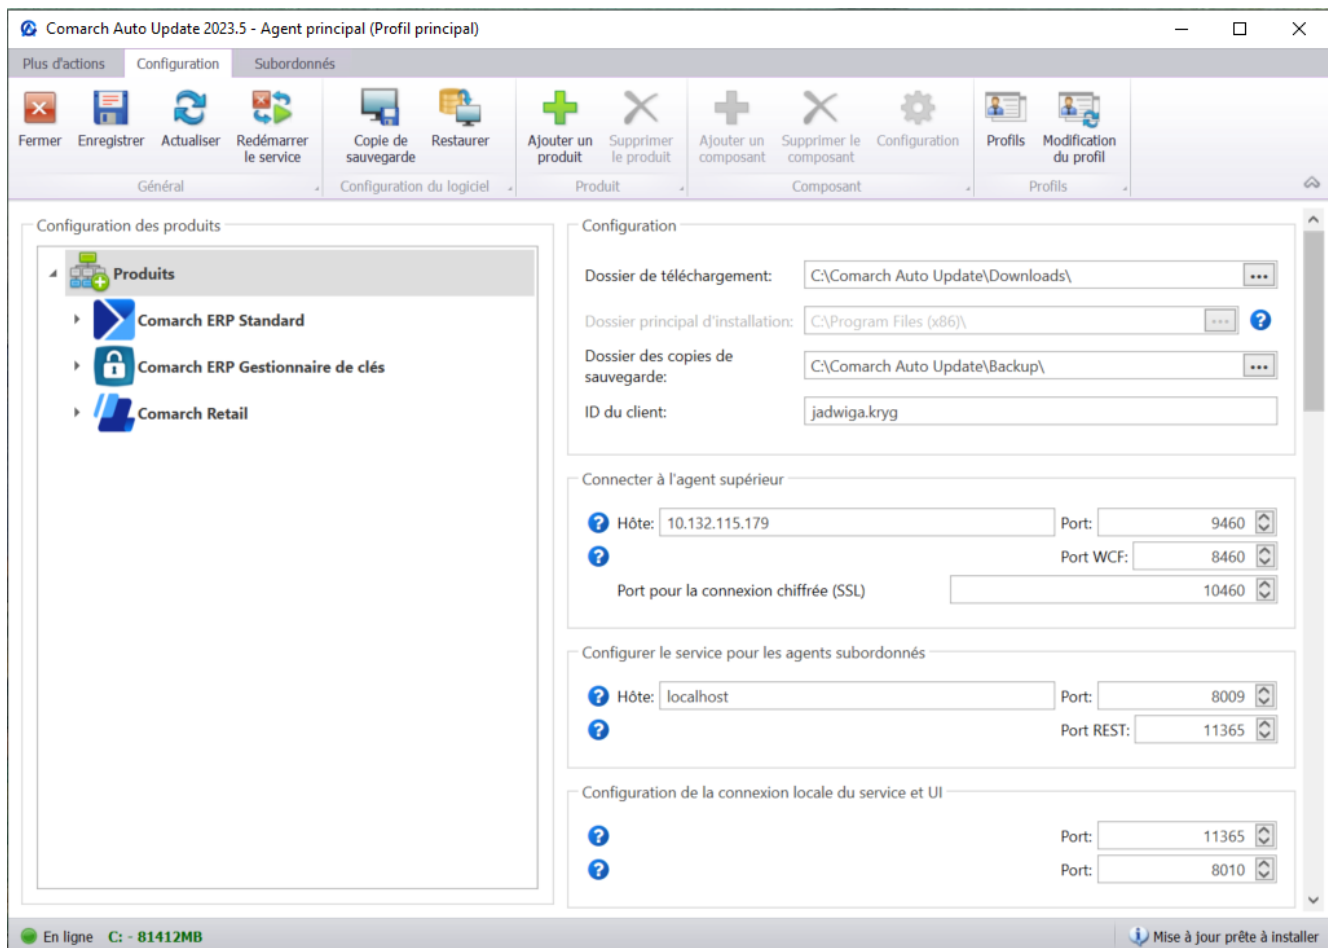 Comarch Auto Update 2023.5 - Agent principal (Profil principal)
Plus d'actions Configuration Subordonnés
Fermer Enregistrer Actualiser Redémarrer le service Copie de sauvegarde Restaurer Ajouter un produit Supprimer le produit Ajouter un composant Supprimer le composant Configuration Profils Modification du profil
Général Configuration du logiciel Produit Composant Profils
Configuration des produits
Produits
Comarch ERP Standard
Comarch ERP Gestionnaire de clés
Comarch Retail
Configuration
Dossier de téléchargement: C:\Comarch Auto Update\Downloads\ ...
Dossier principal d'installation: C:\Program Files (x86)\ ... ?
Dossier des copies de
sauvegarde: C:\Comarch Auto Update\Backup\ ...
ID du client: jadwiga.kryg
Connecter à l'agent supérieur
? Hôte: 10.132.115.179 Port: 9460
? Port WCF: 8460
Port pour la connexion chiffrée (SSL) 10460
Configurer le service pour les agents subordonnés
? Hôte: localhost Port: 8009
? Port REST: 11365
Configuration de la connexion locale du service et UI
? Port: 11365
? Port: 8010
En ligne C: - 81412MB Mise à jour prête à installer